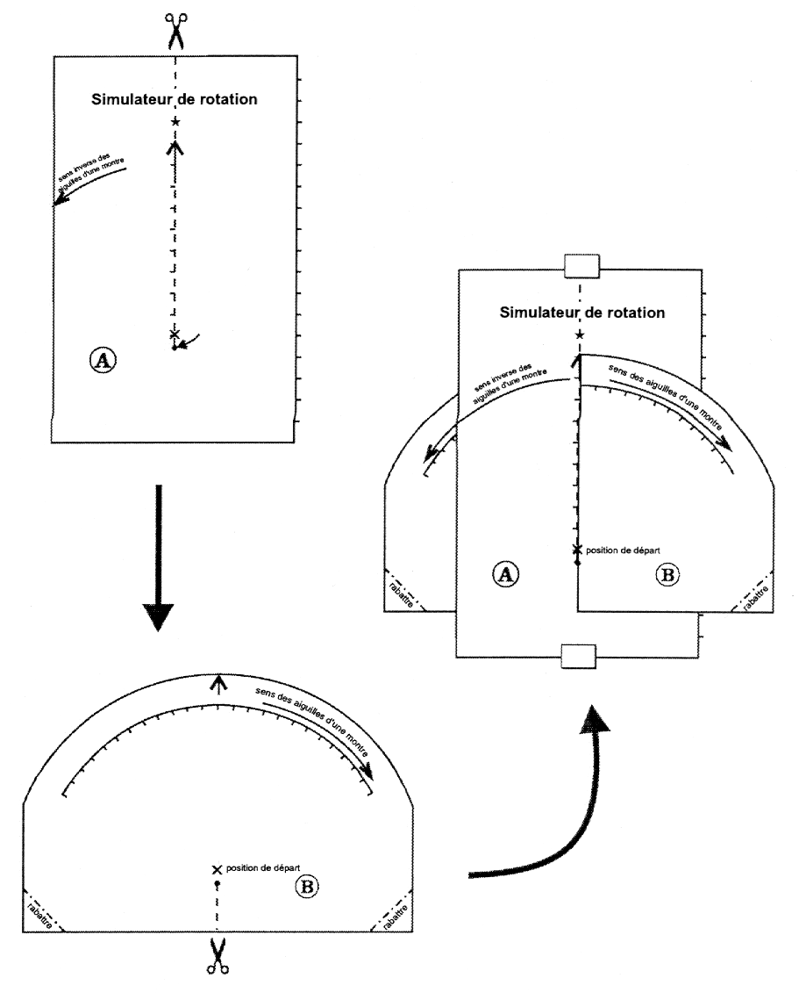 Simulateur de rotation
sens inverse des
aiguilles d'une montre
A
Simulateur de rotation
sens inverse des
aiguilles d'une montre
sens des aiguilles d'une montre
position de départ
A
B
rabattre
rabattre
sens des aiguilles d'une montre
position de départ
B
rabattre
rabattre